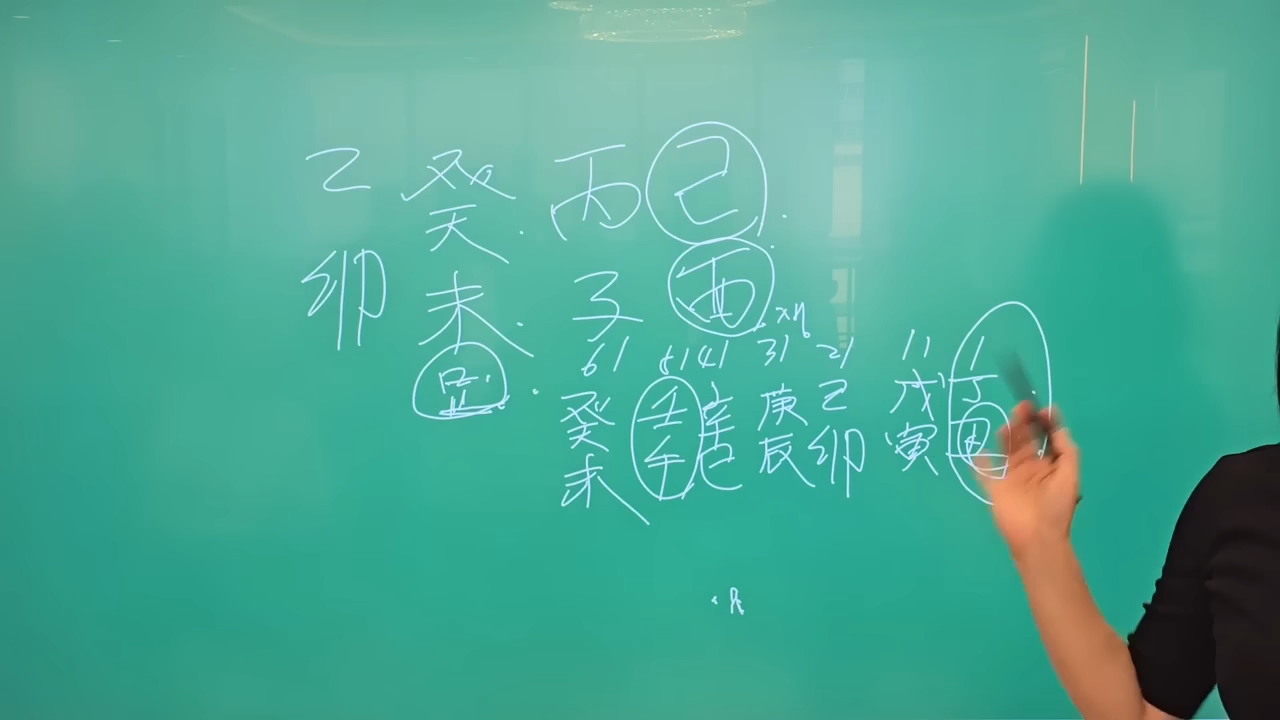 乙 癸 丙 己
卯 未 子 酉
61 51 41 31 21 11 1
癸 壬 辛 庚 己 戊 丁
未 午 巳 辰 卯 寅 丑